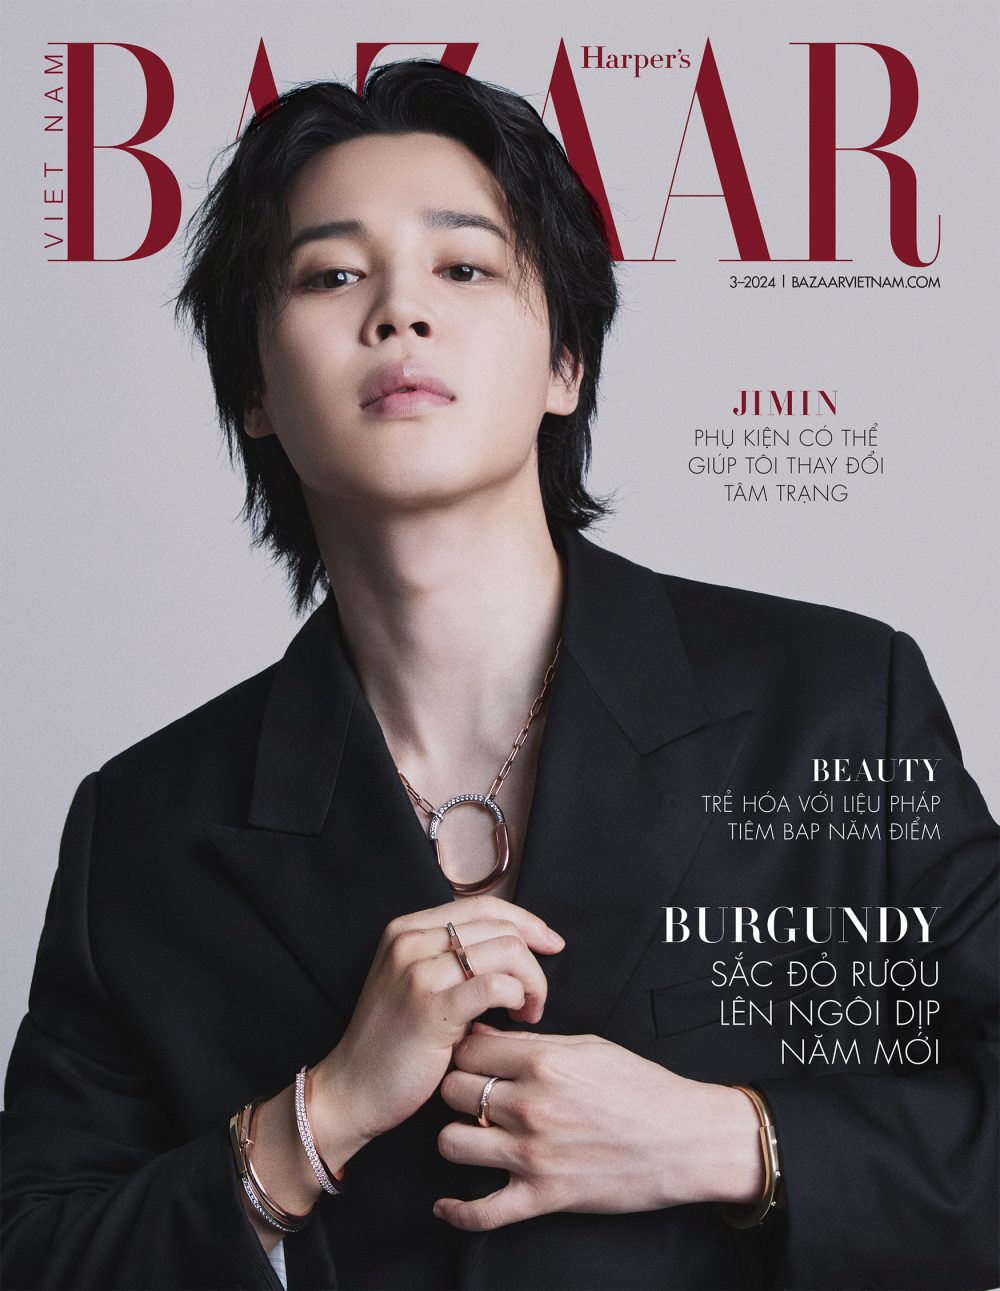 VIET NAM
Harper's
BAZAAR
3-2024 | BAZAARVIETNAM.COM
JIMIN
PHỤ KIỆN CÓ THỂ
GIÚP TÔI THAY ĐỔI
TÂM TRẠNG
BEAUTY
TRẺ HÓA VỚI LIỆU PHÁP
TIÊM BAP NĂM ĐIỂM
BURGUNDY
SẮC ĐỎ RƯỢU
LÊN NGÔI DỊP
NĂM MỚI